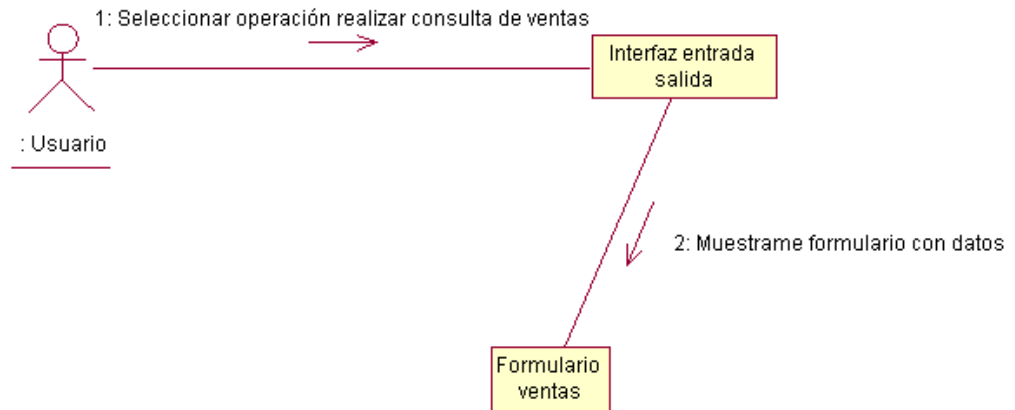 1: Seleccionar operación realizar consulta de ventas
Interfaz entrada
salida
: Usuario
2: Muestrame formulario con datos
Formulario
ventas